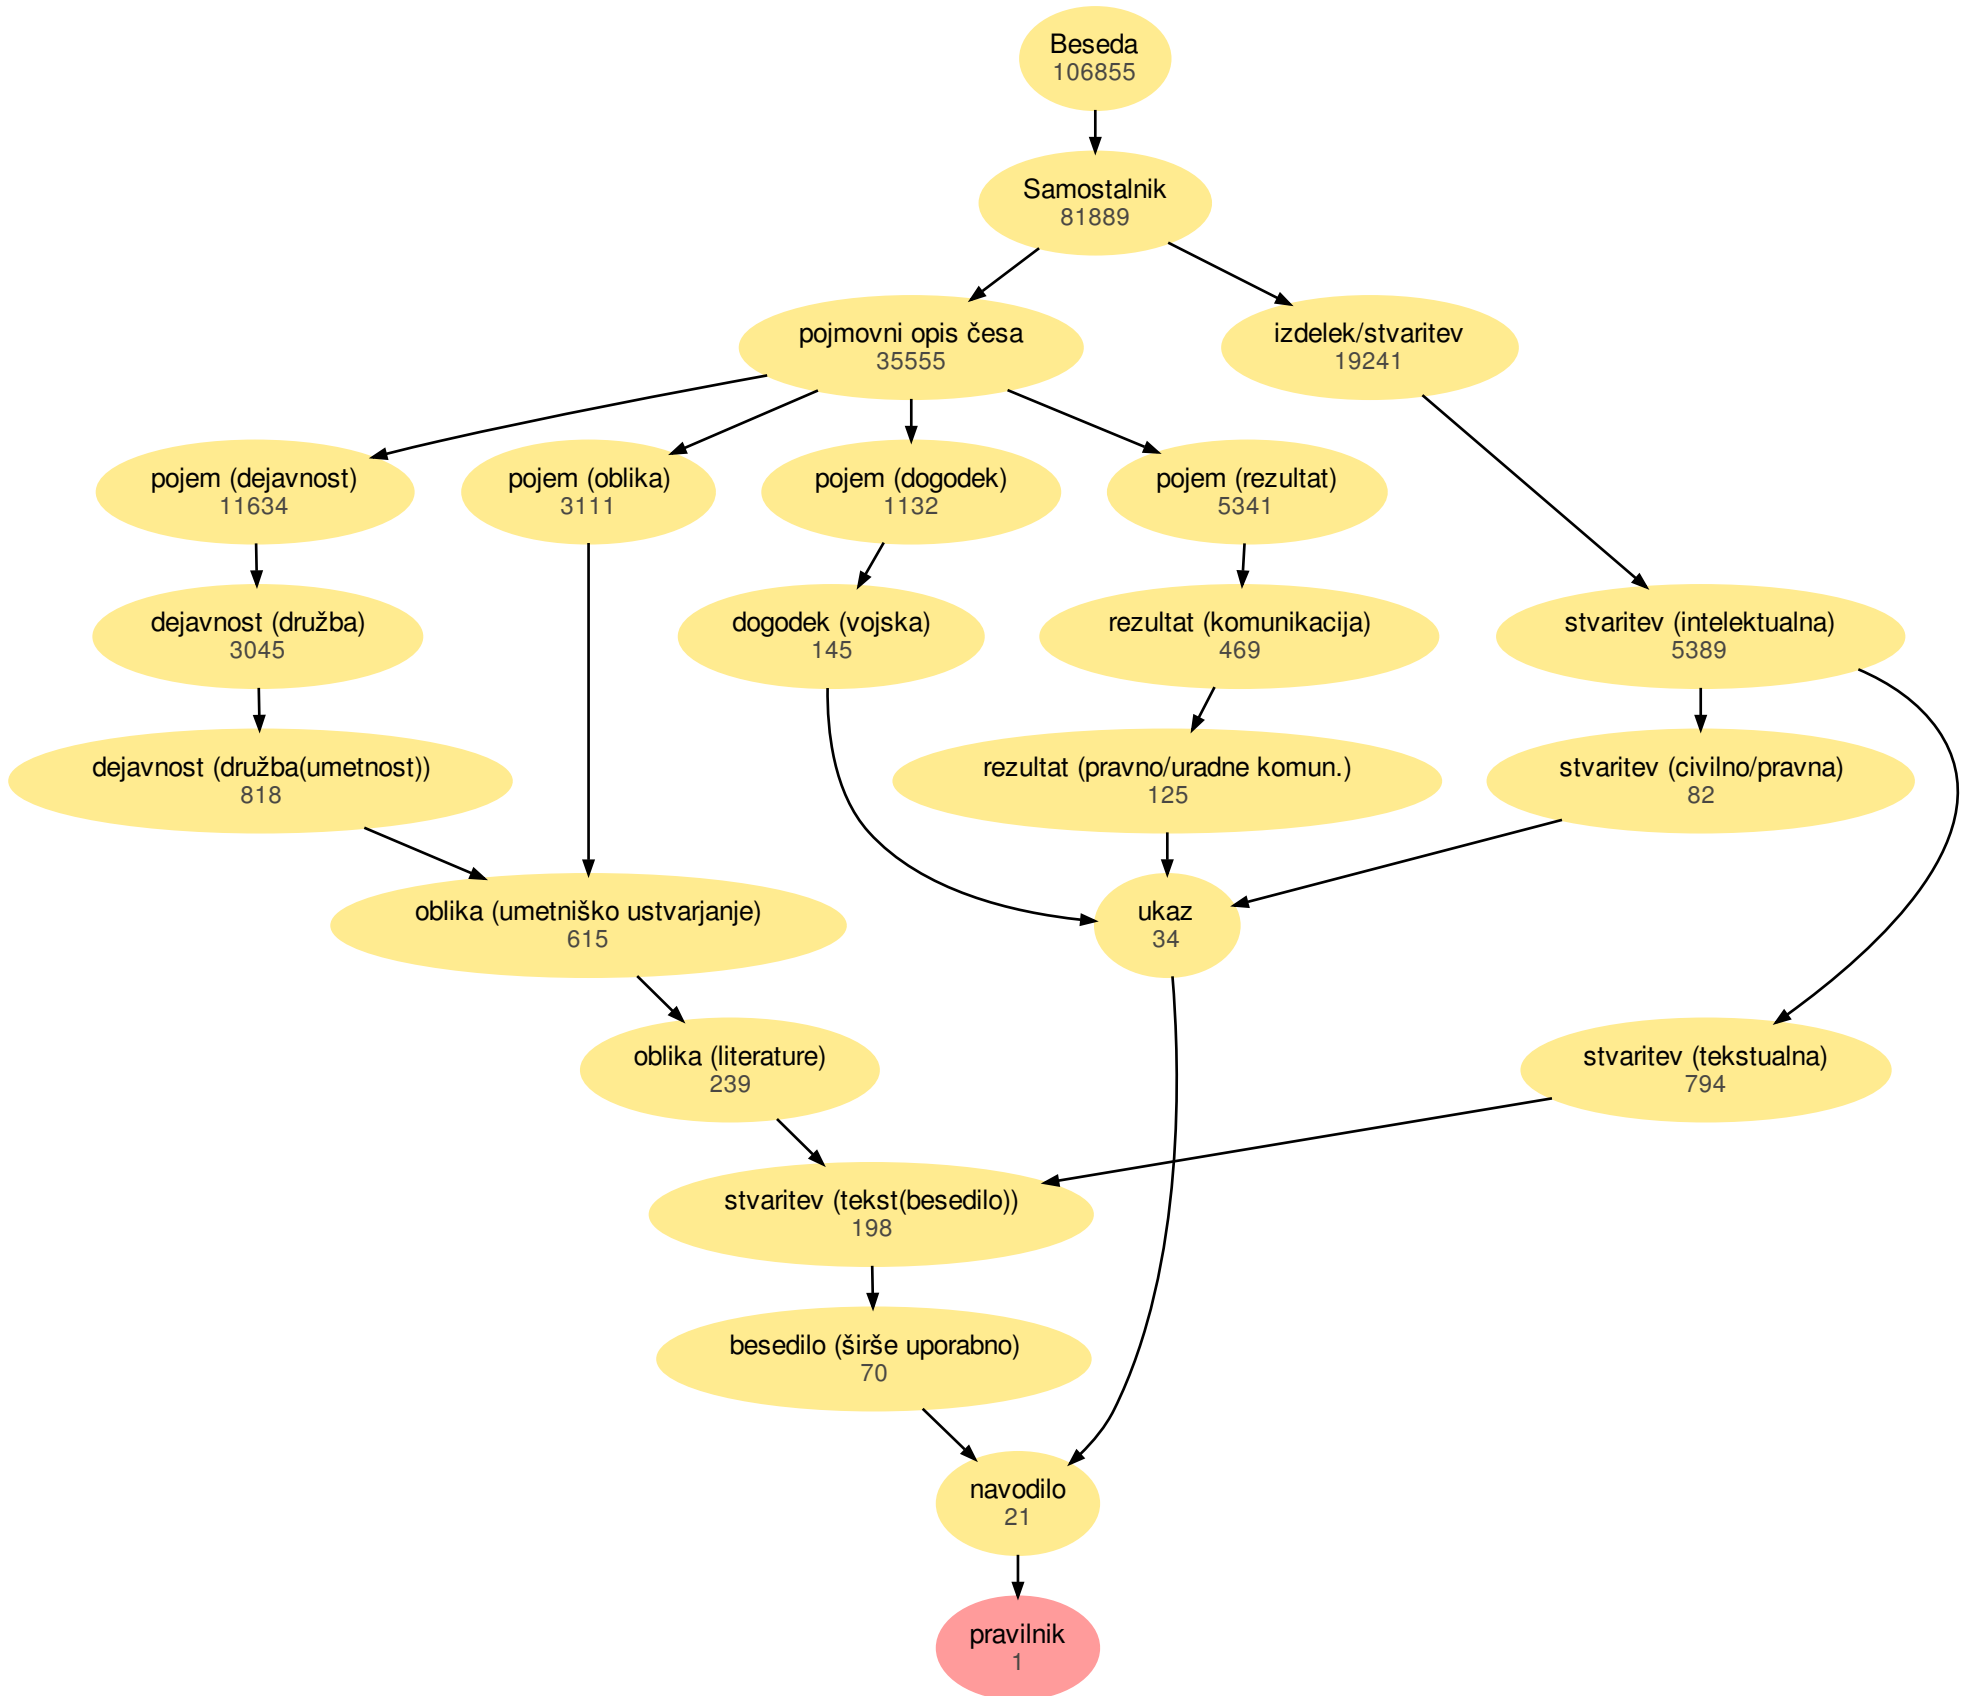 Beseda
106855
Samostalnik
81889
pojmovni opis česa
35555
izdelek/stvaritev
19241
pojem (dejavnost)
11634
pojem (oblika)
3111
pojem (dogodek)
1132
pojem (rezultat)
5341
dejavnost (družba)
3045
dogodek (vojska)
145
rezultat (komunikacija)
469
stvaritev (intelektualna)
5389
dejavnost (družba(umetnost))
818
rezultat (pravno/uradne komun.)
125
stvaritev (civilno/pravna)
82
oblika (umetniško ustvarjanje)
615
ukaz
34
oblika (literature)
239
stvaritev (tekstualna)
794
stvaritev (tekst(besedilo))
198
besedilo (širše uporabno)
70
navodilo
21
pravilnik
1